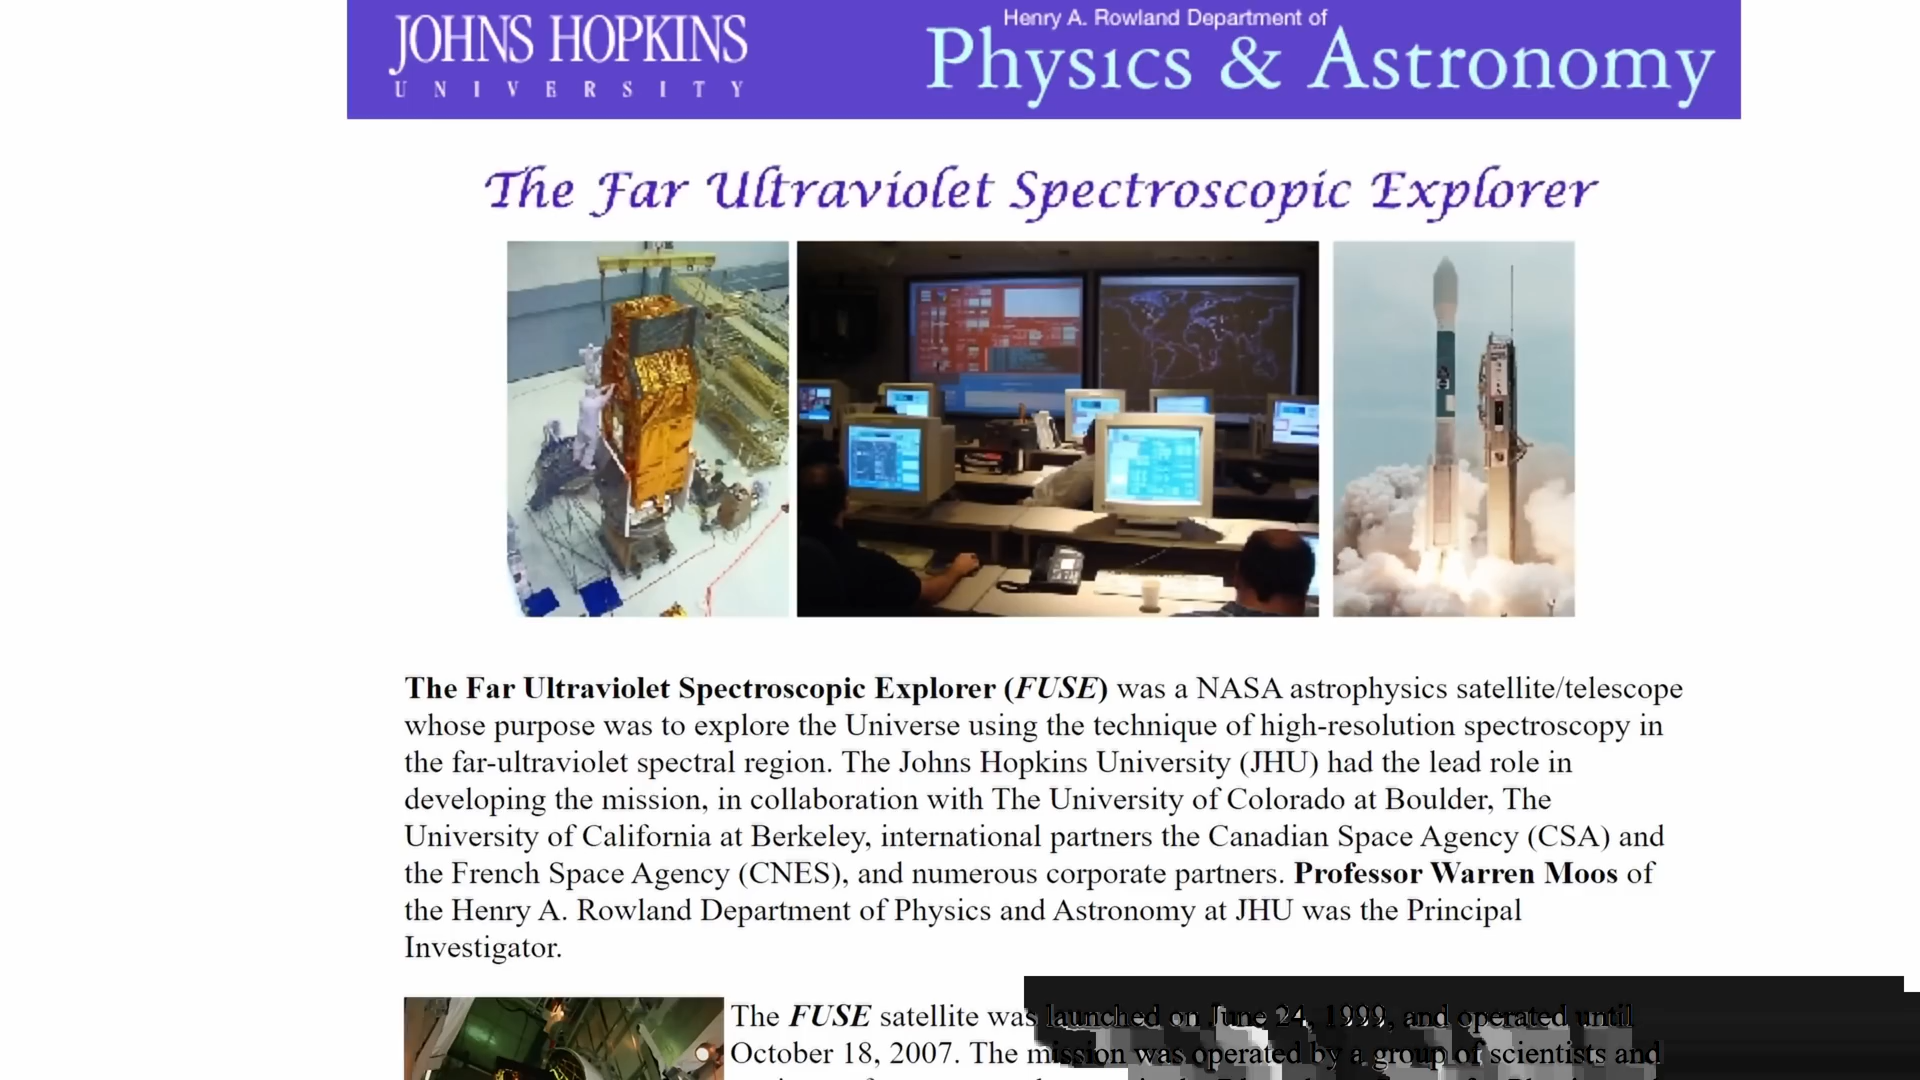 JOHNS HOPKINS
UNIVERSITY
Henry A. Rowland Department of
Physics & Astronomy
The Far Ultraviolet Spectroscopic Explorer
The Far Ultraviolet Spectroscopic Explorer (FUSE) was a NASA astrophysics satellite/telescope
whose purpose was to explore the Universe using the technique of high-resolution spectroscopy in
the far-ultraviolet spectral region. The Johns Hopkins University (JHU) had the lead role in
developing the mission, in collaboration with The University of Colorado at Boulder, The
University of California at Berkeley, international partners the Canadian Space Agency (CSA) and
the French Space Agency (CNES), and numerous corporate partners. Professor Warren Moos of
the Henry A. Rowland Department of Physics and Astronomy at JHU was the Principal
Investigator.
The FUSE satellite was launched on June 24, 1999, and operated until
October 18, 2007. The mission was operated by a group of scientists and